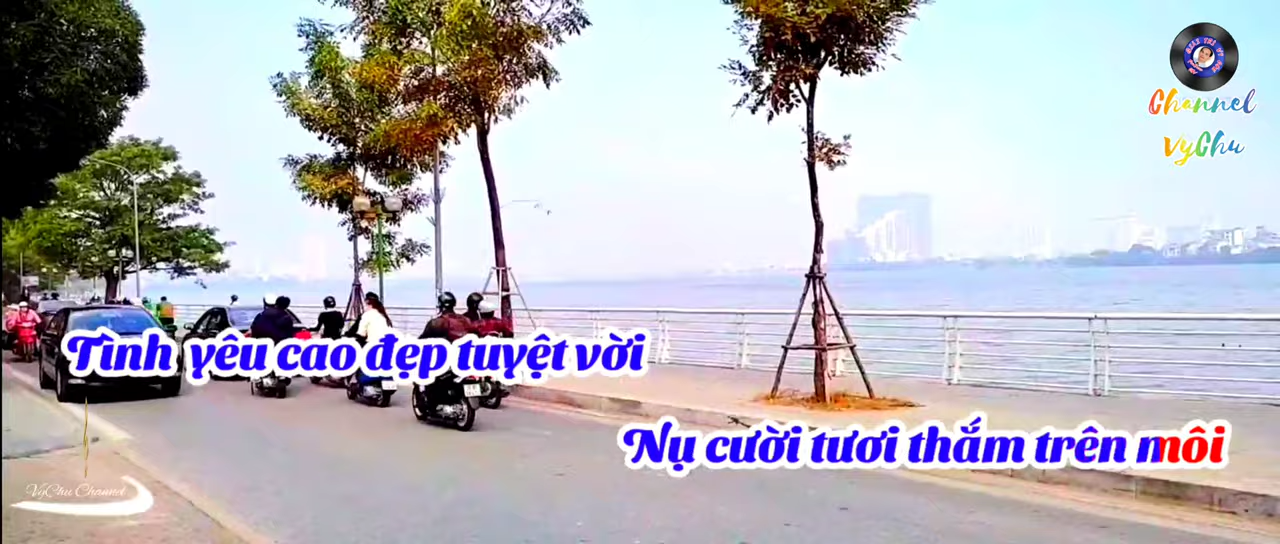 Channel
VyChu
Tình yêu cao đẹp tuyệt vời
Nụ cười tươi thắm trên môi
VyChu Channel